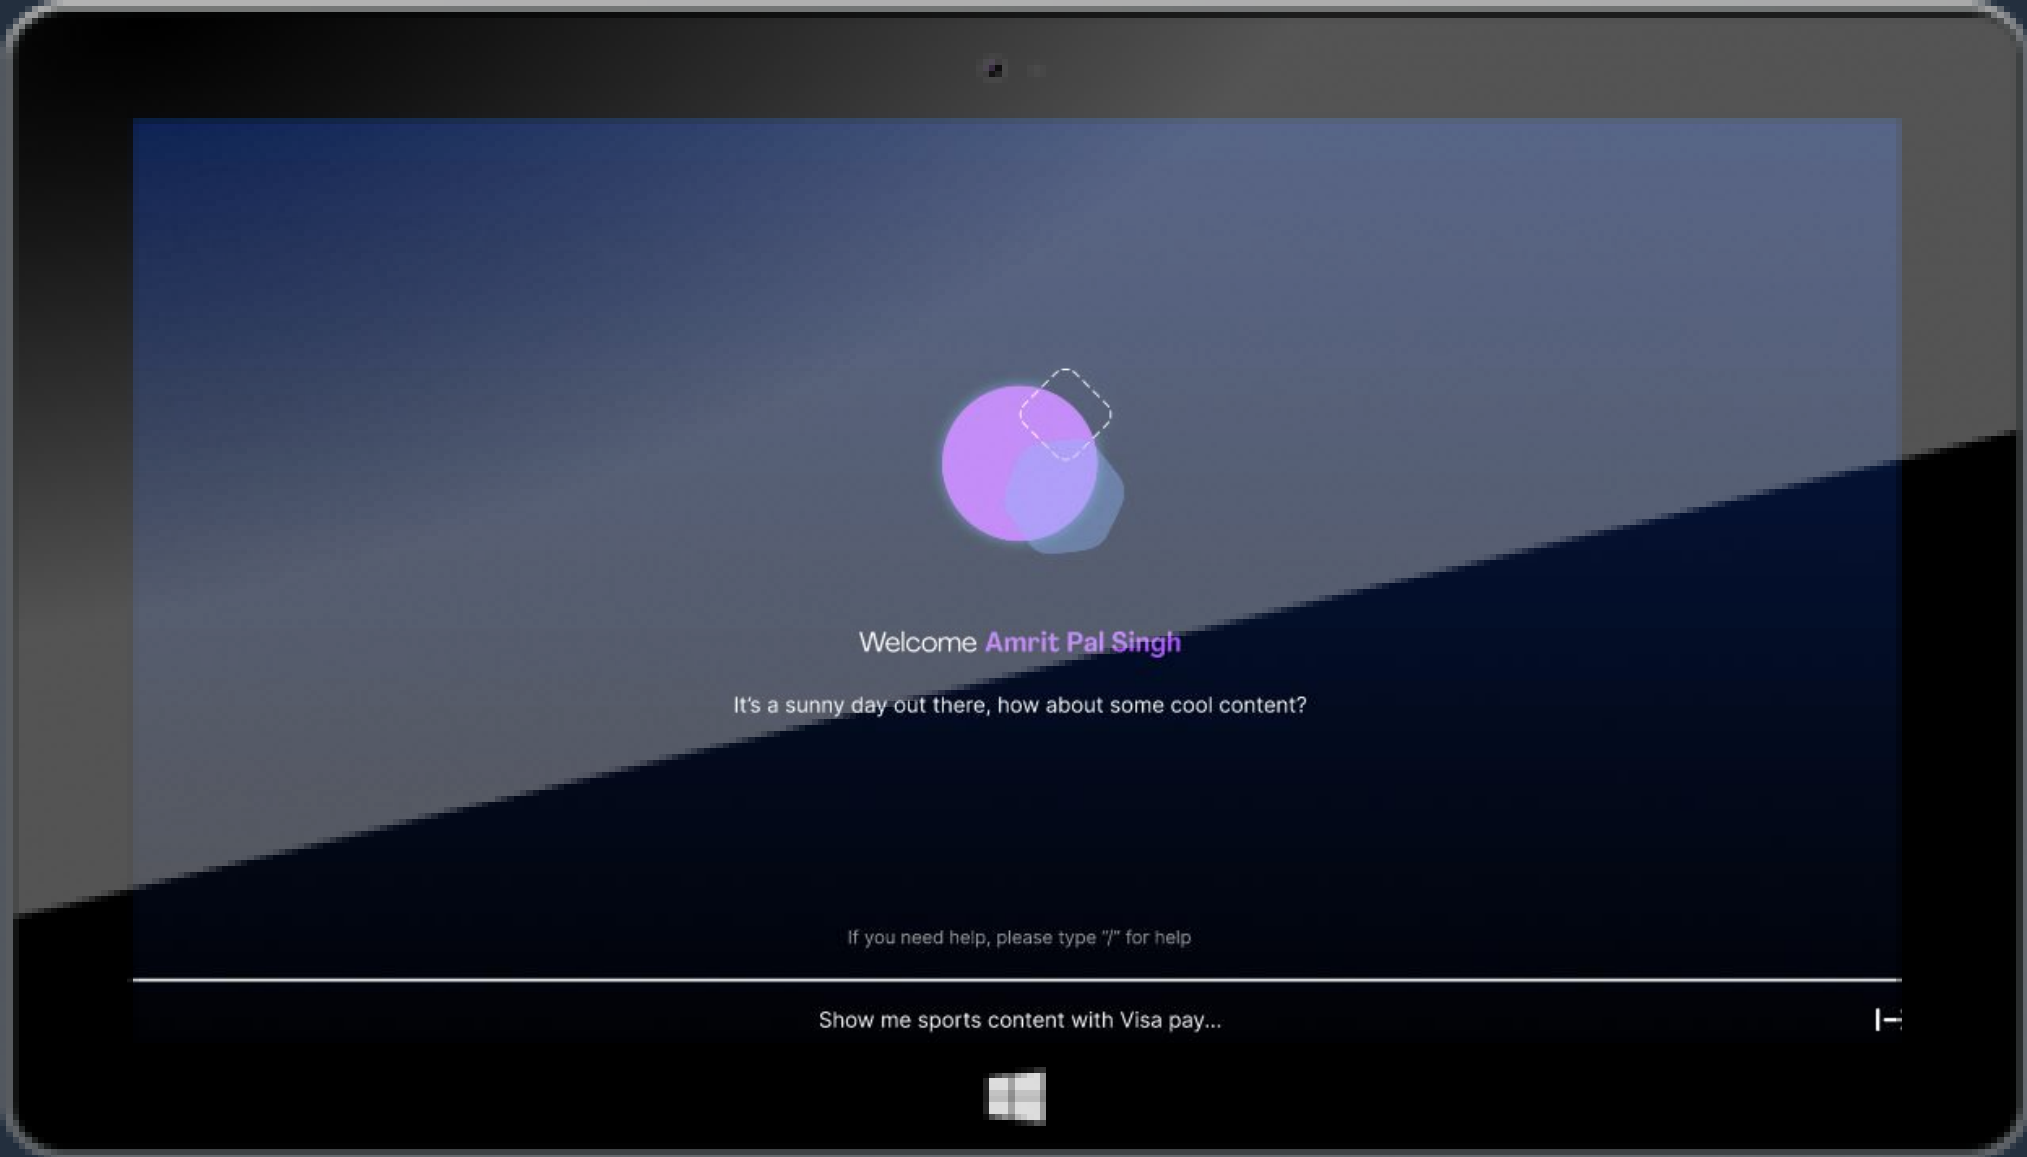 Welcome Amrit Pal Singh
It's a sunny day out there, how about some cool content?
If you need help, please type "/" for help
Show me sports content with Visa pay...